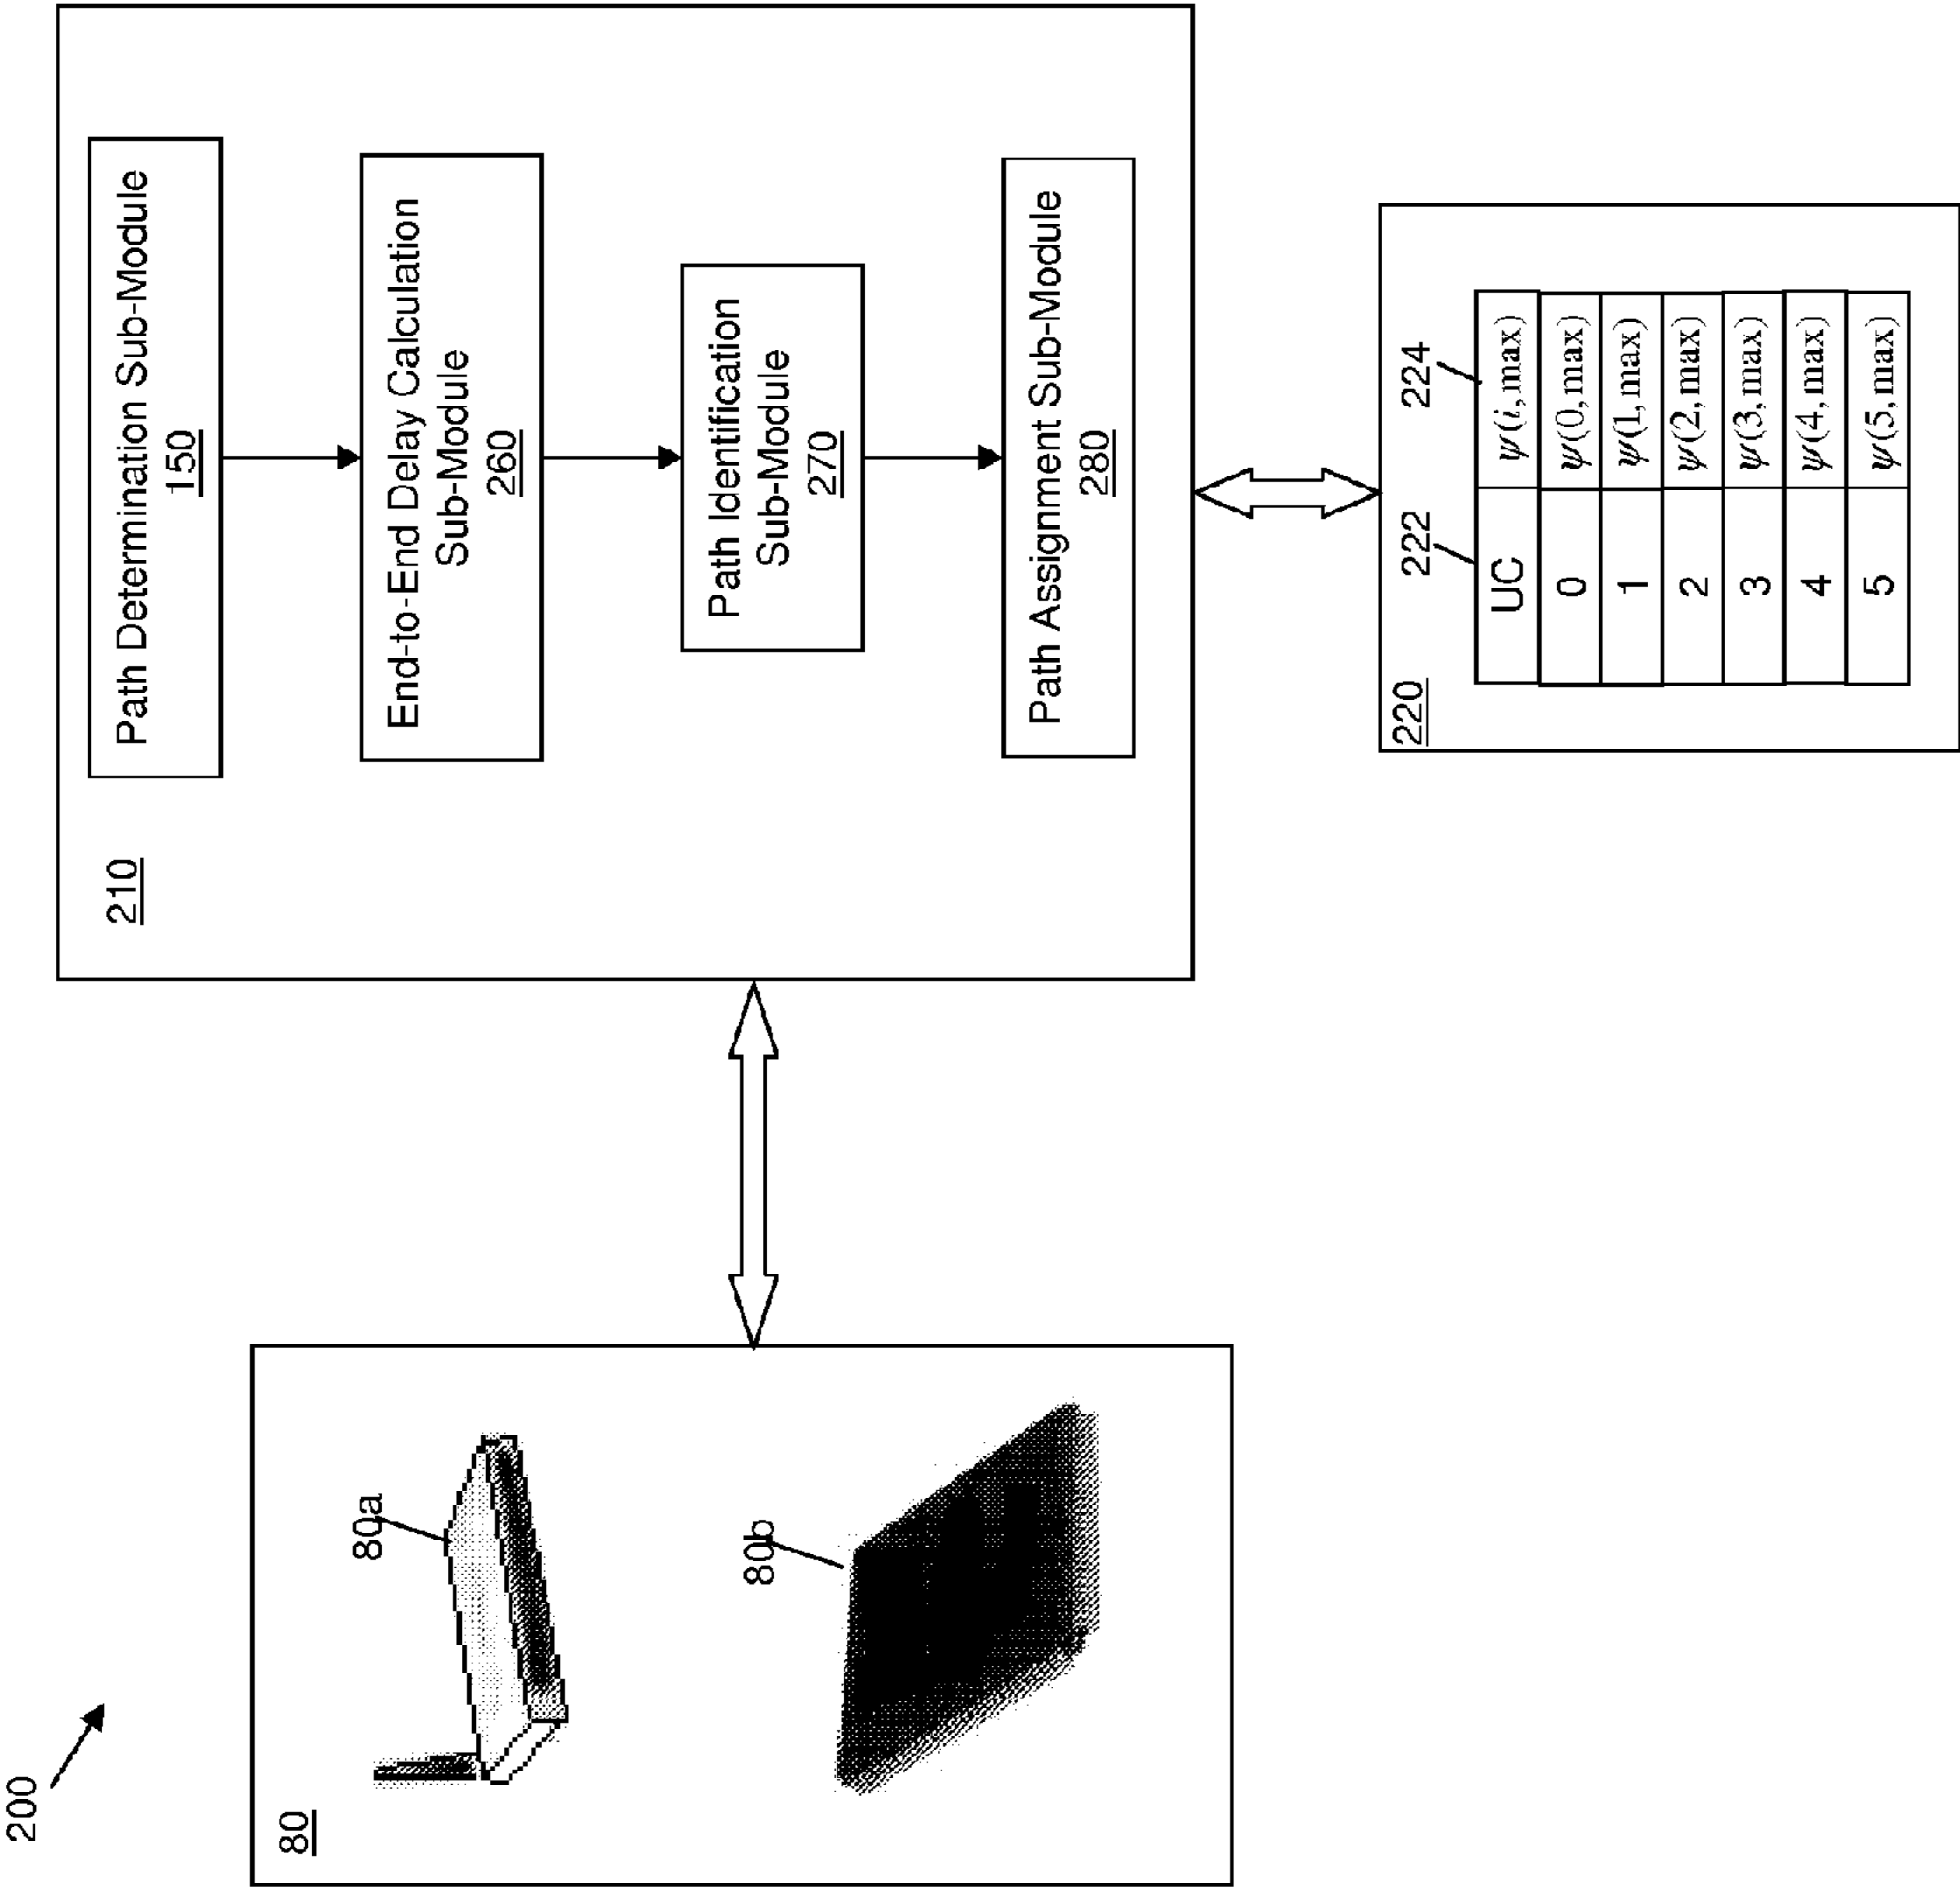 200
80
80a
80b
210
Path Determination Sub-Module
150
End-to-End Delay Calculation
Sub-Module
260
Path Identification
Sub-Module
270
Path Assignment Sub-Module
280
220
222
224
UC ψ(i,max)
0 ψ(0,max)
1 ψ(1,max)
2 ψ(2,max)
3 ψ(3,max)
4 ψ(4,max)
5 ψ(5,max)